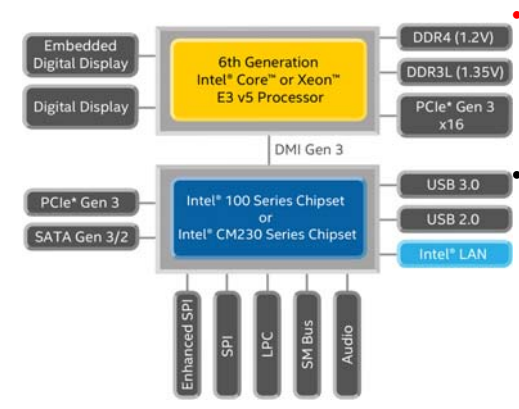 Embedded
Digital Display
Digital Display
6th Generation
Intel® Core™ or Xeon™
E3 v5 Processor
DDR4 (1.2V)
DDR3L (1.35V)
PCIe* Gen 3
x16
DMI Gen 3
PCIe* Gen 3
SATA Gen 3/2
Intel® 100 Series Chipset
or
Intel® CM230 Series Chipset
USB 3.0
USB 2.0
Intel® LAN
Enhanced SPI
SPI
LPC
SM Bus
Audio